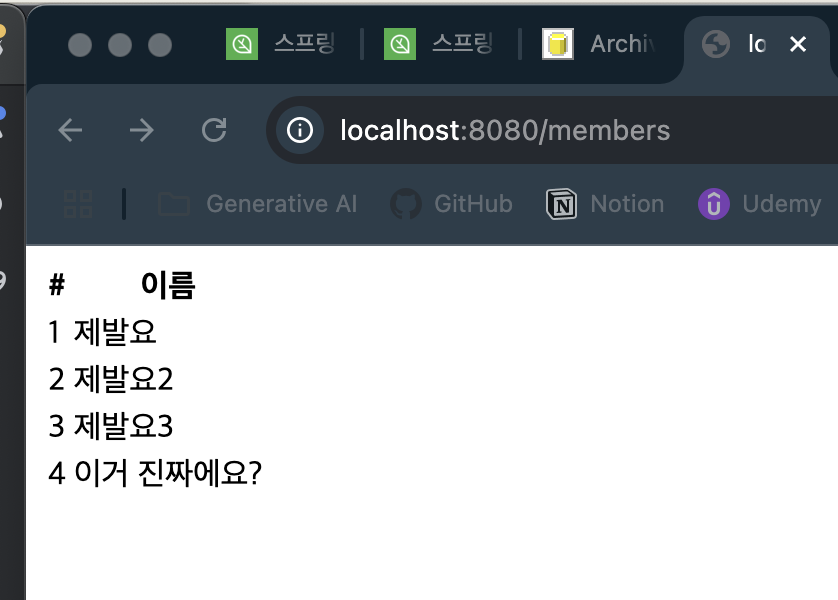 스프링
스프링
Archiv
localhost:8080/members
Generative AI
GitHub
Notion
Udemy
# 이름
1 제발요
2 제발요2
3 제발요3
4 이거 진짜에요?